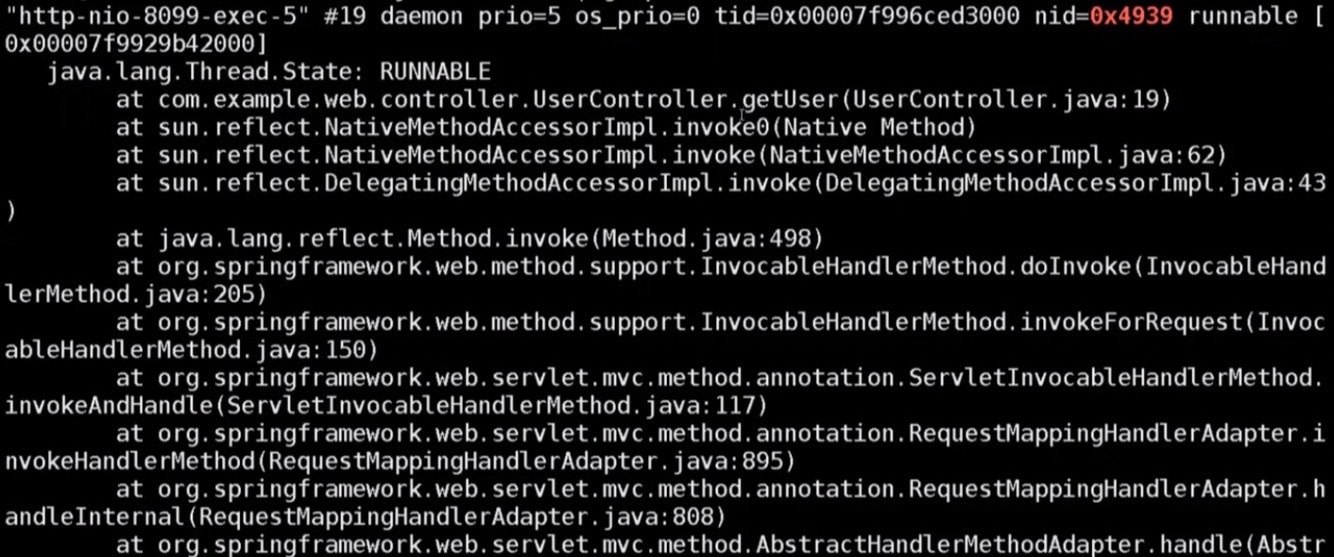 "http-nio-8099-exec-5" #19 daemon prio=5 os_prio=0 tid=0x00007f996ced3000 nid=0x4939 runnable [
0x00007f9929b42000]
   java.lang.Thread.State: RUNNABLE
        at com.example.web.controller.UserController.getUser(UserController.java:19)
        at sun.reflect.NativeMethodAccessorImpl.invoke0(Native Method)
        at sun.reflect.NativeMethodAccessorImpl.invoke(NativeMethodAccessorImpl.java:62)
        at sun.reflect.DelegatingMethodAccessorImpl.invoke(DelegatingMethodAccessorImpl.java:43
)
        at java.lang.reflect.Method.invoke(Method.java:498)
        at org.springframework.web.method.support.InvocableHandlerMethod.doInvoke(InvocableHand
lerMethod.java:205)
        at org.springframework.web.method.support.InvocableHandlerMethod.invokeForRequest(Invoc
ableHandlerMethod.java:150)
        at org.springframework.web.servlet.mvc.method.annotation.ServletInvocableHandlerMethod.
invokeAndHandle(ServletInvocableHandlerMethod.java:117)
        at org.springframework.web.servlet.mvc.method.annotation.RequestMappingHandlerAdapter.i
nvokeHandlerMethod(RequestMappingHandlerAdapter.java:895)
        at org.springframework.web.servlet.mvc.method.annotation.RequestMappingHandlerAdapter.h
andleInternal(RequestMappingHandlerAdapter.java:808)
        at org.springframework.web.servlet.mvc.method.AbstractHandlerMethodAdapter.handle(Abstr